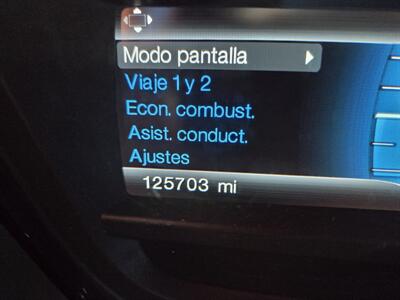 Modo pantalla
Viaje 1 y 2
Econ. combust.
Asist. conduct.
Ajustes
125703 mi